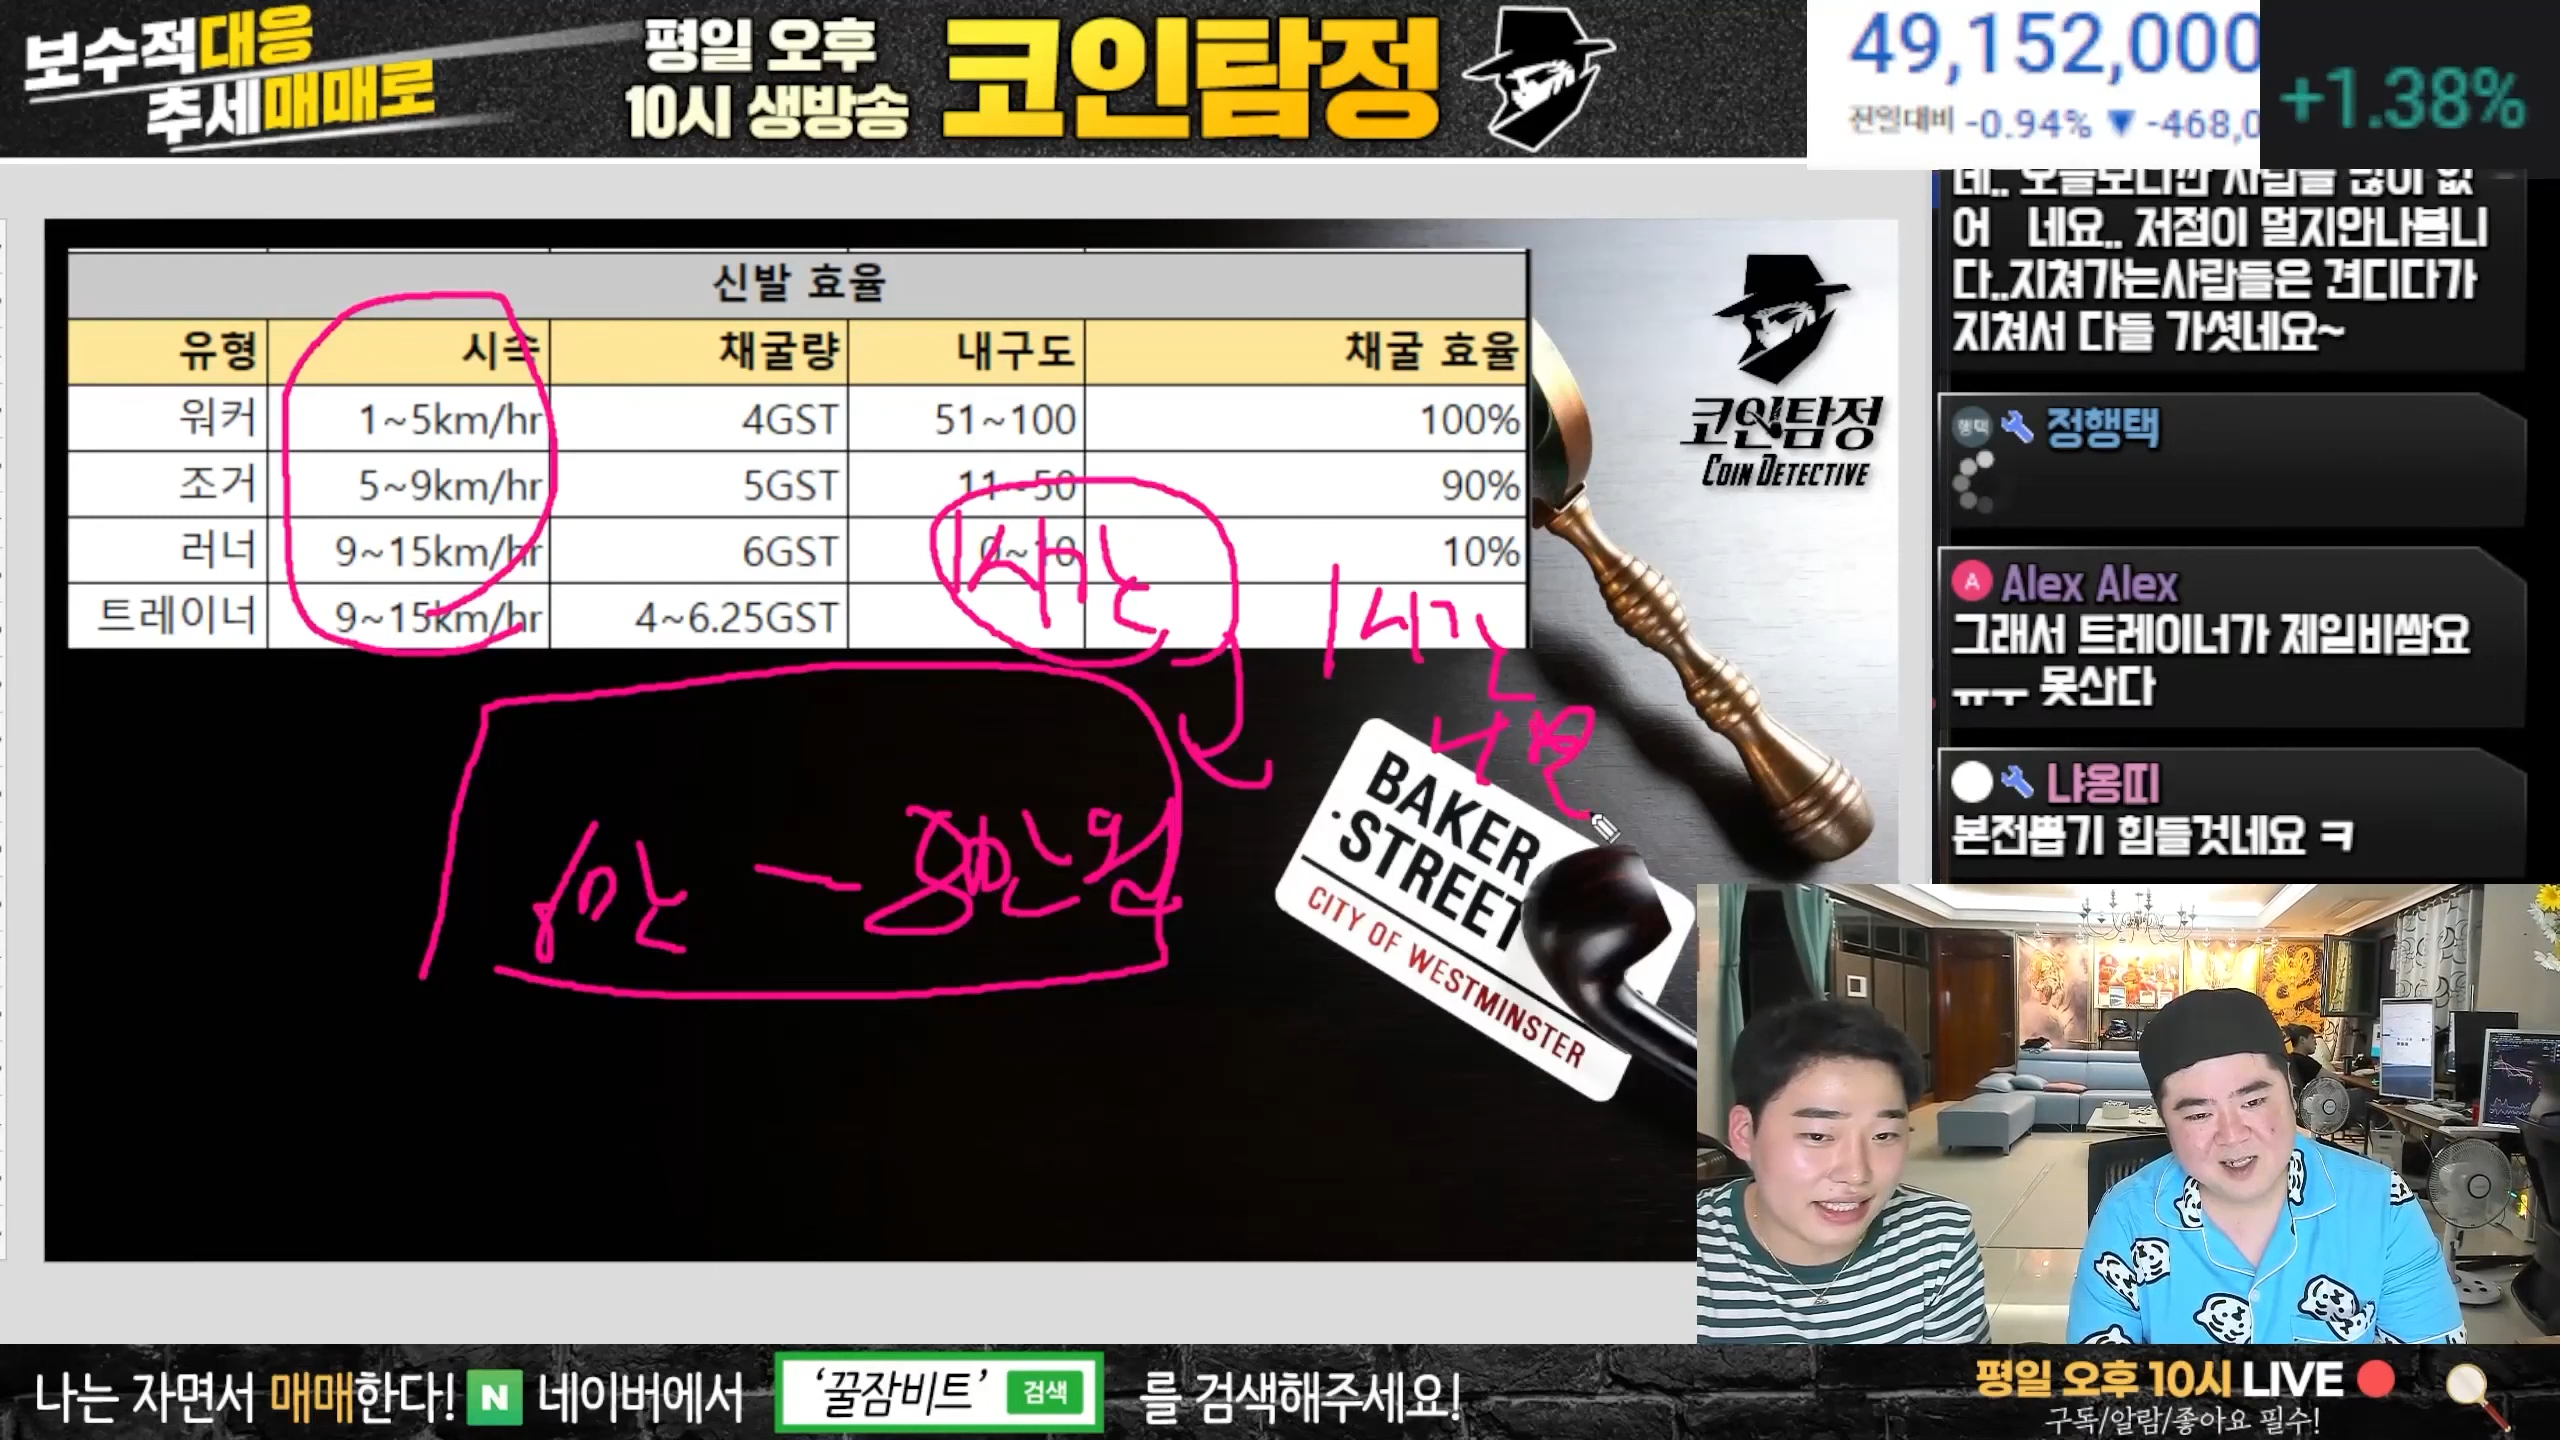 보수적대응
추세매매로
평일 오후
10시 생방송
코인탐정
49,152,000
전일대비 -0.94% ▼ -468,0
+1.38%
신발 효율
유형 시속 채굴량 내구도 채굴 효율
워커 1~5km/hr 4GST 51~100 100%
조거 5~9km/hr 5GST 11~50 90%
러너 9~15km/hr 6GST 0~10 10%
트레이너 9~15km/hr 4~6.25GST
1시간
코인탐정
COIN DETECTIVE
BAKER
STREET
CITY OF WESTMINSTER
어 네요.. 저점이 멀지안나봅니
다..지쳐가는사람들은 견디다가
지쳐서 다들 가셧네요~
행택 정행택
A Alex Alex
그래서 트레이너가 제일비쌈요
ㅠㅜ 못산다
냐옹띠
본전뽑기 힘들것네요 ㅋ
나는 자면서 매매한다! N 네이버에서 '꿀잠비트' 검색 를 검색해주세요!
평일 오후 10시 LIVE
구독/알람/좋아요 필수!